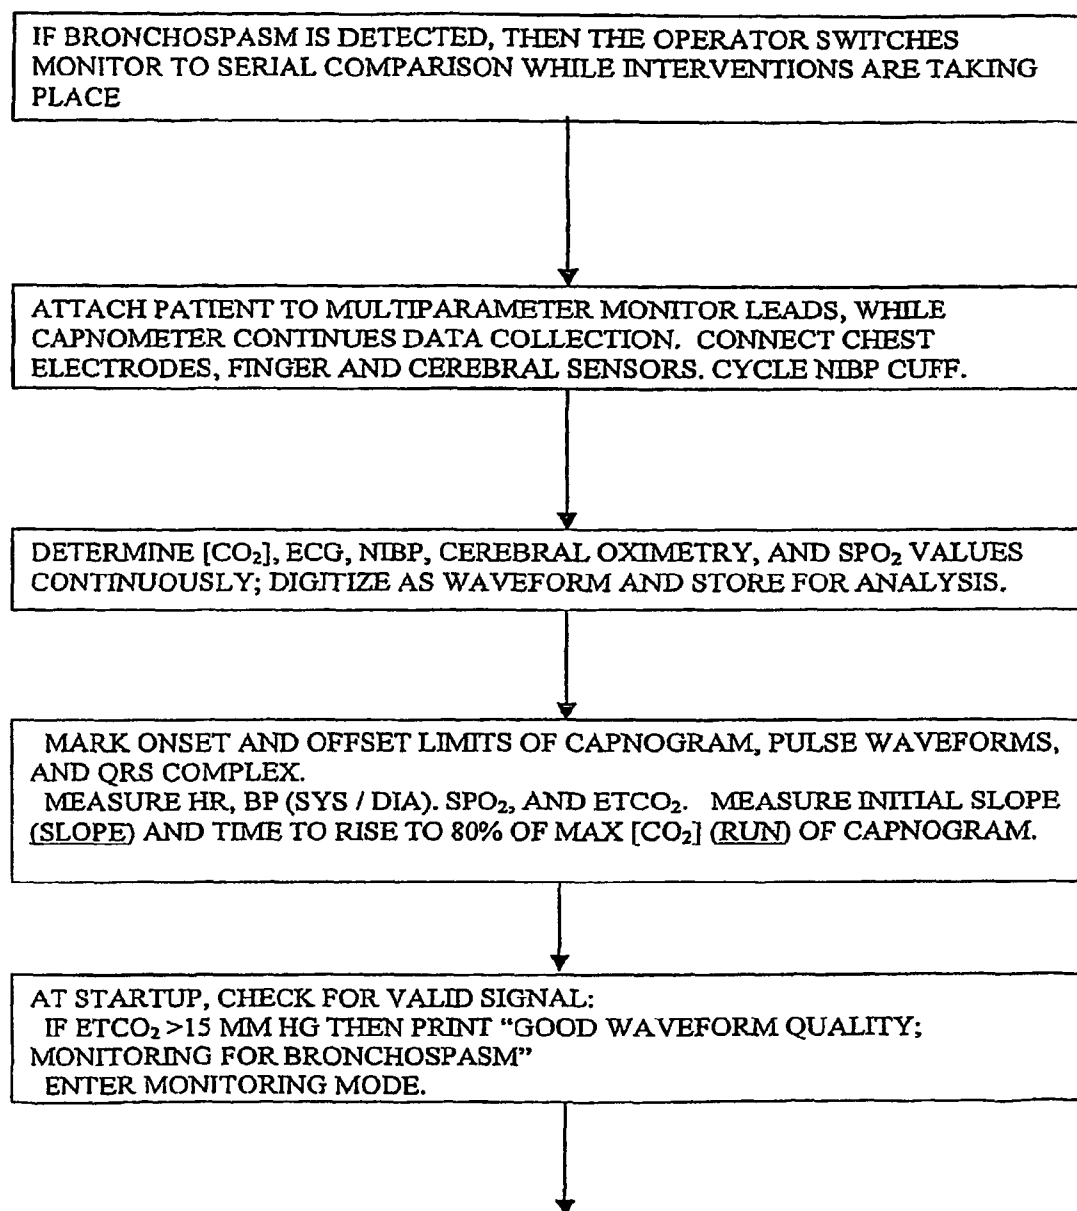 IF BRONCHOSPASM IS DETECTED, THEN THE OPERATOR SWITCHES
MONITOR TO SERIAL COMPARISON WHILE INTERVENTIONS ARE TAKING
PLACE
ATTACH PATIENT TO MULTIPARAMETER MONITOR LEADS, WHILE
CAPNOMETER CONTINUES DATA COLLECTION. CONNECT CHEST
ELECTRODES, FINGER AND CEREBRAL SENSORS. CYCLE NIBP CUFF.
DETERMINE [CO₂], ECG, NIBP, CEREBRAL OXIMETRY, AND SPO₂ VALUES
CONTINUOUSLY; DIGITIZE AS WAVEFORM AND STORE FOR ANALYSIS.
MARK ONSET AND OFFSET LIMITS OF CAPNOGRAM, PULSE WAVEFORMS,
AND QRS COMPLEX.
MEASURE HR, BP (SYS / DIA). SPO₂, AND ETCO₂. MEASURE INITIAL SLOPE
(SLOPE) AND TIME TO RISE TO 80% OF MAX [CO₂] (RUN) OF CAPNOGRAM.
AT STARTUP, CHECK FOR VALID SIGNAL:
IF ETCO₂ >15 MM HG THEN PRINT “GOOD WAVEFORM QUALITY;
MONITORING FOR BRONCHOSPASM”
ENTER MONITORING MODE.